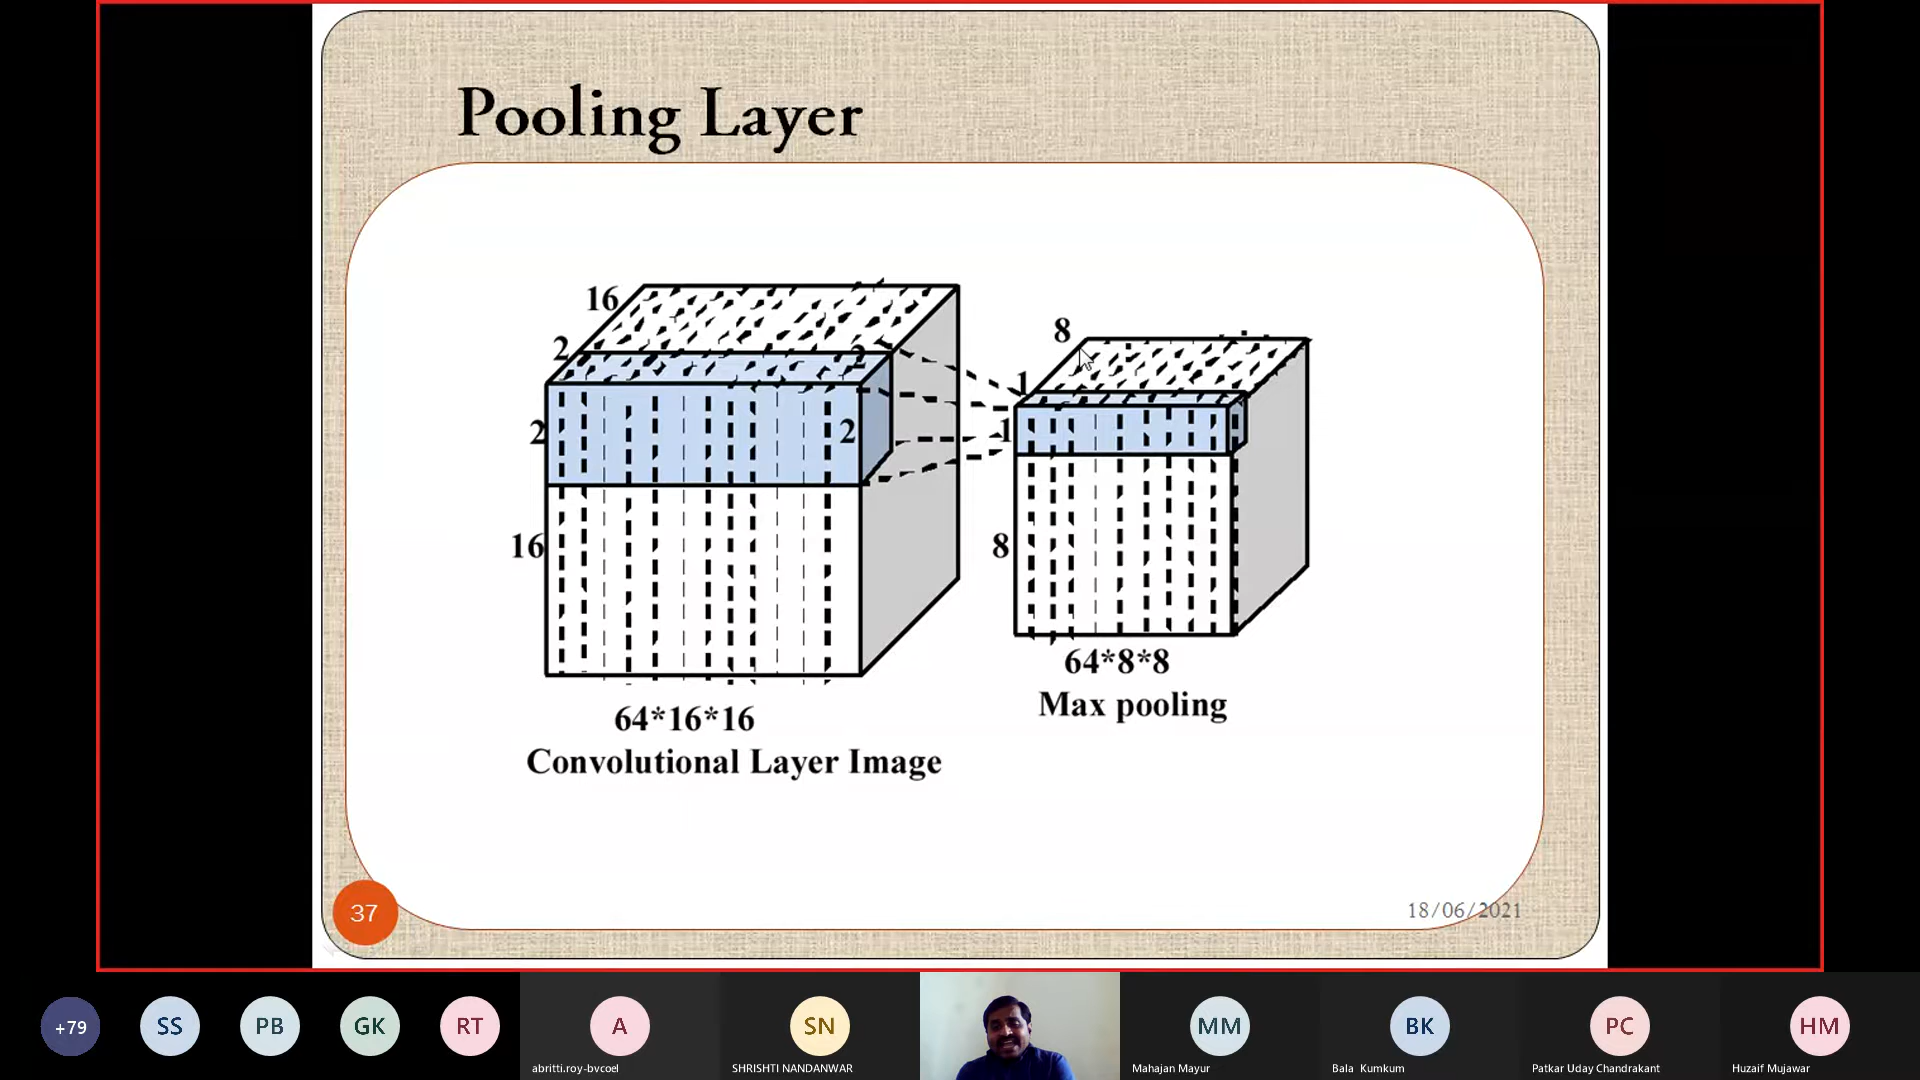 Pooling Layer
16
2
2
2
2
16
8
1
1
8
64*8*8
Max pooling
64*16*16
Convolutional Layer Image
37
18/06/2021
+79
SS
PB
GK
RT
A
SN
MM
BK
PC
HM
abritti.roy-bvcoel
SHRISHTI NANDANWAR
Mahajan Mayur
Bala Kumkum
Patkar Uday Chandrakant
Huzaif Mujawar